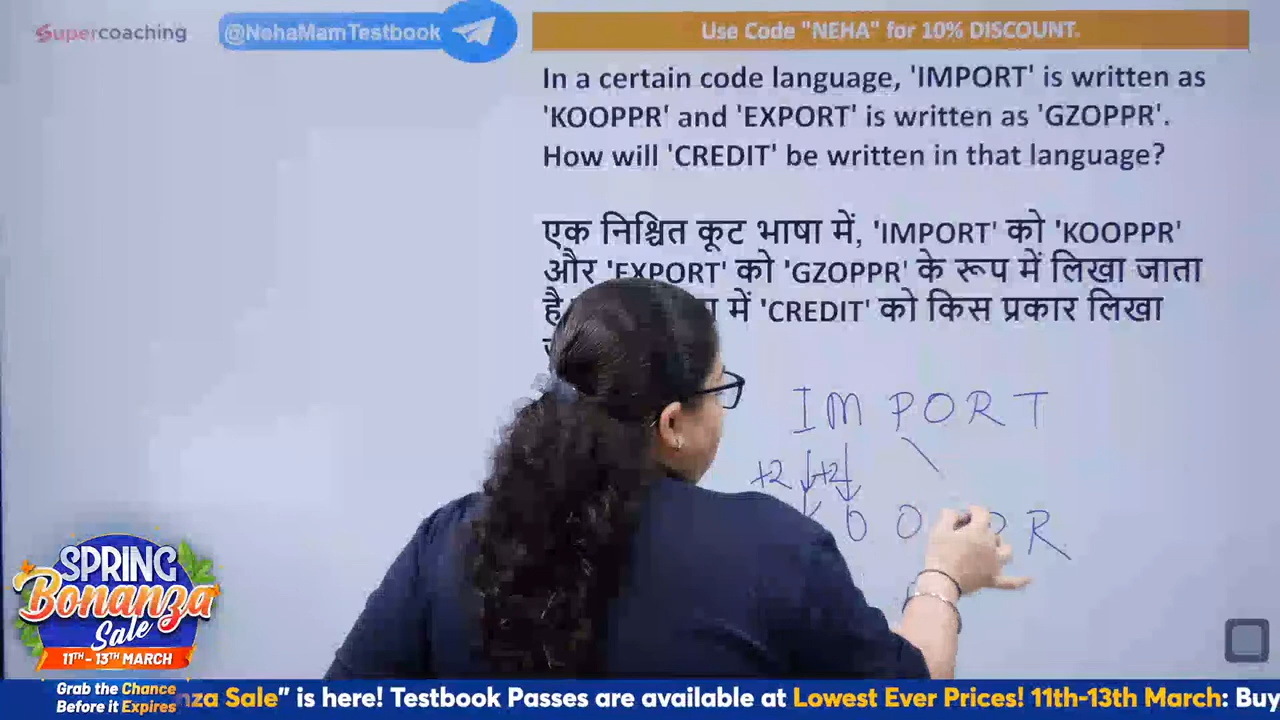 Supercoaching
@NehaMamTestbook
Use Code "NEHA" for 10% DISCOUNT.
In a certain code language, 'IMPORT' is written as
'KOOPPR' and 'EXPORT' is written as 'GZOPPR'.
How will 'CREDIT' be written in that language?
एक निश्चित कूट भाषा में, 'IMPORT' को 'KOOPPR'
और 'EXPORT' को 'GZOPPR' के रूप में लिखा जाता
में 'CREDIT' को किस प्रकार लिखा
IMPORT
+2 +2
O O R
SPRING
Bonanza
Sale
11TH - 13TH MARCH
Grab the Chance
Before it Expires
Sale” is here! Testbook Passes are available at Lowest Ever Prices! 11th-13th March: Buy